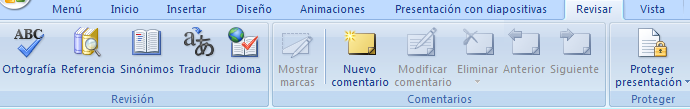 Menú Inicio Insertar Diseño Animaciones Presentación con diapositivas Revisar Vista
ABC
Ortografía Referencia Sinónimos Traducir Idioma
Revisión
Mostrar marcas
Nuevo comentario
Modificar comentario
Eliminar Anterior Siguiente
Comentarios
Proteger presentación
Proteger